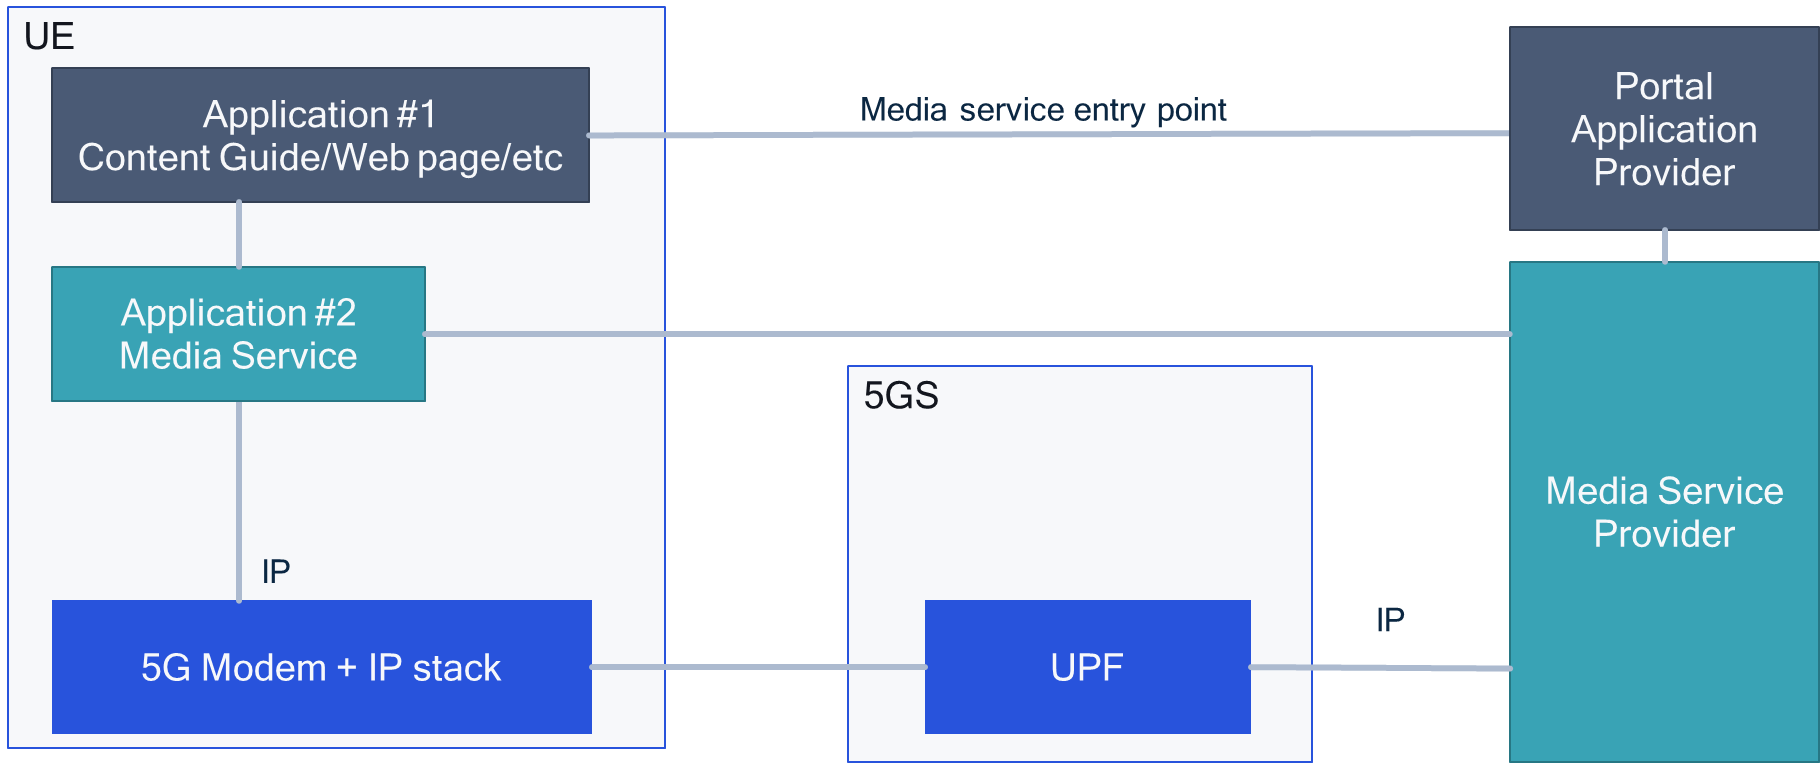 UE
Application #1
Content Guide/Web page/etc
Media service entry point
Portal
Application
Provider
Application #2
Media Service
5GS
Media Service
Provider
IP
5G Modem + IP stack
UPF
IP